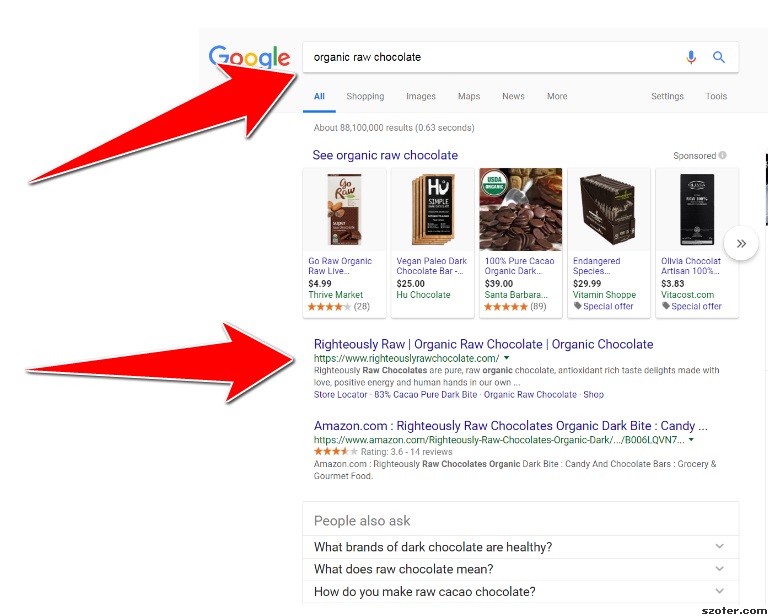 Google
organic raw chocolate
All Shopping Images Maps News More Settings Tools
About 88,100,000 results (0.63 seconds)
See organic raw chocolate
Sponsored
Go Raw
super
Hu
SIMPLE
USDA
ORGANIC
OLIVIA
RAW 100%
Go Raw Organic
Raw Live...
$4.99
Thrive Market
(28)
Vegan Paleo Dark
Chocolate Bar -...
$25.00
Hu Chocolate
100% Pure Cacao
Organic Dark...
$39.00
Santa Barbara...
(89)
Endangered
Species...
$29.99
Vitamin Shoppe
Special offer
Olivia Chocolat
Artisan 100%...
$3.83
Vitacost.com
Special offer
Righteously Raw | Organic Raw Chocolate | Organic Chocolate
https://www.righteouslyrawchocolate.com/
Righteously Raw Chocolates are pure, raw organic chocolate, antioxidant rich taste delights made with
love, positive energy and human hands in our own ...
Store Locator · 83% Cacao Pure Dark Bite · Organic Raw Chocolate · Shop
Amazon.com : Righteously Raw Chocolates Organic Dark Bite : Candy ...
https://www.amazon.com/Righteously-Raw-Chocolates-Organic-Dark/.../B006LQVN7...
Rating: 3.6 - 14 reviews
Amazon.com : Righteously Raw Chocolates Organic Dark Bite : Candy And Chocolate Bars : Grocery &
Gourmet Food.
People also ask
What brands of dark chocolate are healthy?
What does raw chocolate mean?
How do you make raw cacao chocolate?
szofer.com